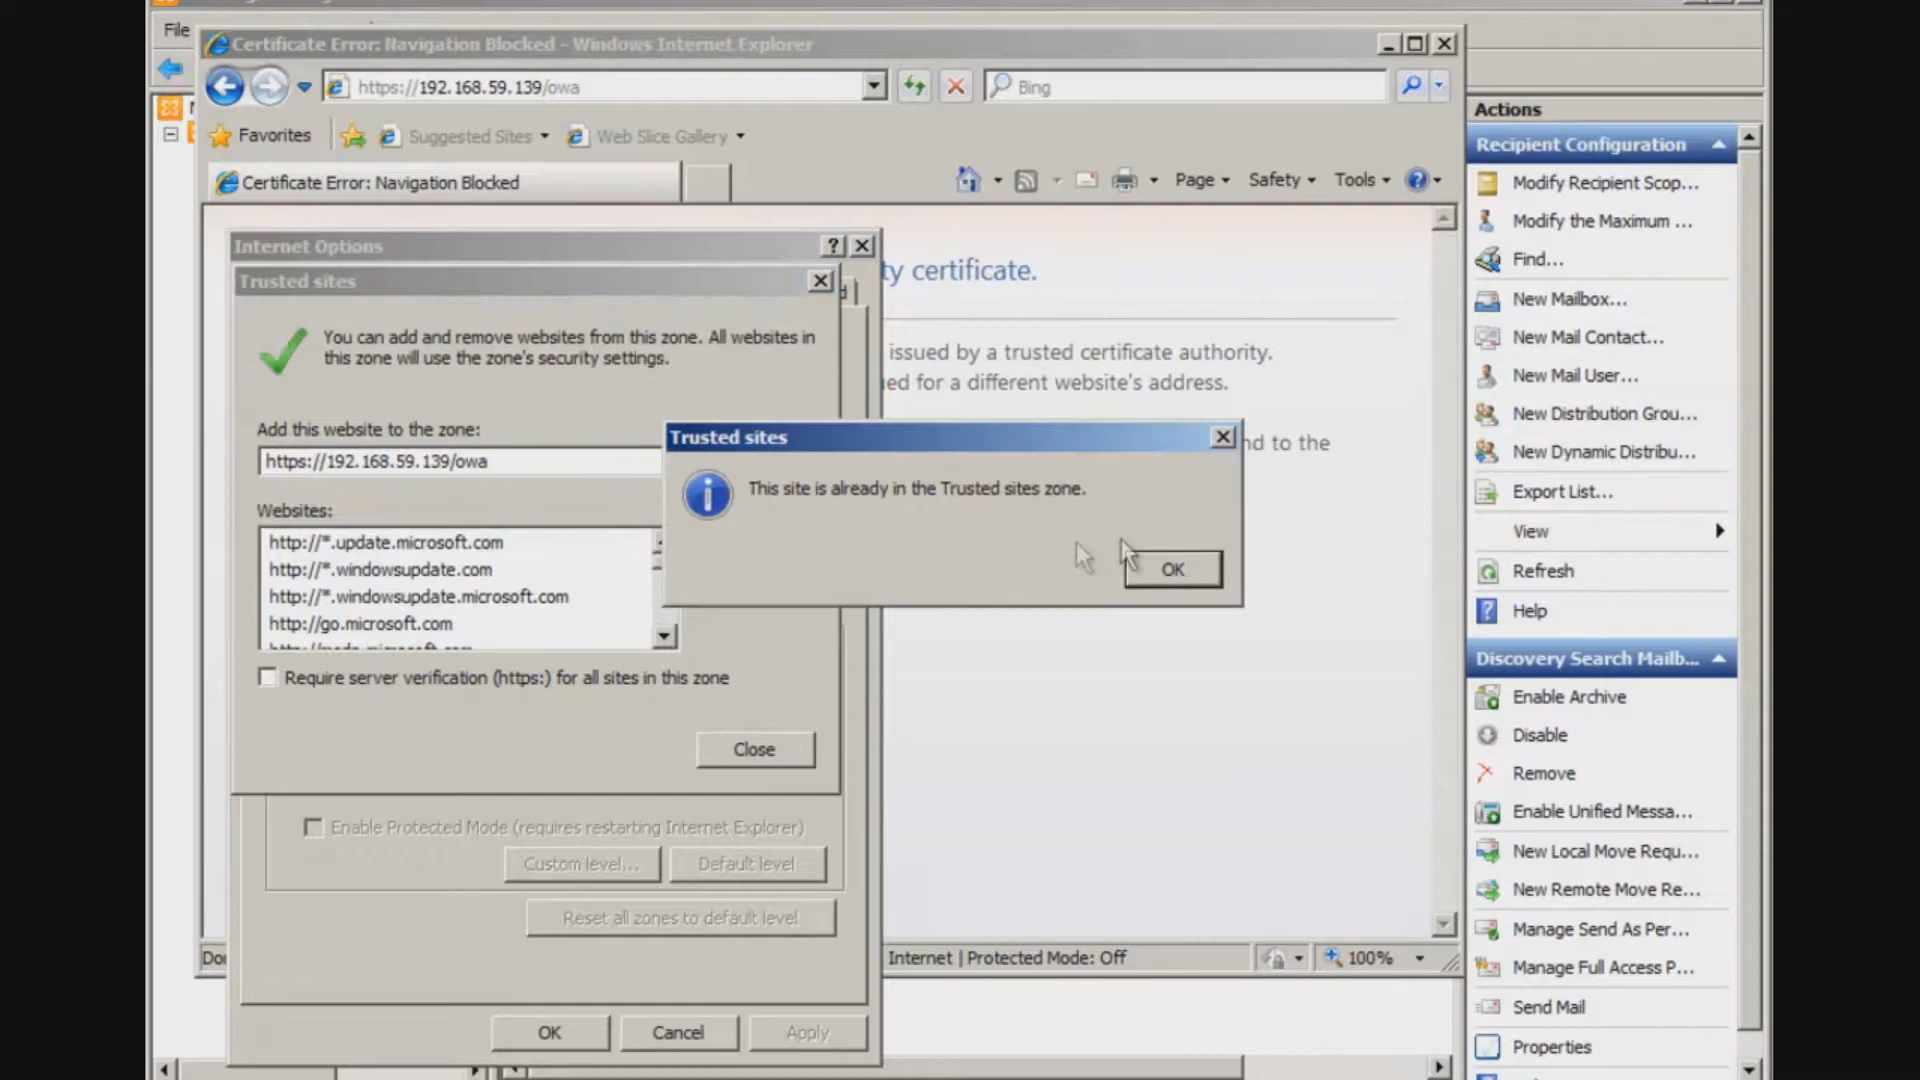 File
Certificate Error: Navigation Blocked - Windows Internet Explorer
https://192.168.59.139/owa
Bing
Favorites
Suggested Sites
Web Slice Gallery
Certificate Error: Navigation Blocked
Page
Safety
Tools
Internet Options
Trusted sites
ty certificate.
You can add and remove websites from this zone. All websites in
this zone will use the zone's security settings.
issued by a trusted certificate authority.
ed for a different website's address.
Add this website to the zone:
https://192.168.59.139/owa
nd to the
Trusted sites
This site is already in the Trusted sites zone.
OK
Websites:
http://*.update.microsoft.com
http://*.windowsupdate.com
http://*.windowsupdate.microsoft.com
http://go.microsoft.com
Require server verification (https:) for all sites in this zone
Close
Enable Protected Mode (requires restarting Internet Explorer)
Custom level...
Default level
Reset all zones to default level
Internet | Protected Mode: Off
100%
OK
Cancel
Apply
Actions
Recipient Configuration
Modify Recipient Scop...
Modify the Maximum ...
Find...
New Mailbox...
New Mail Contact...
New Mail User...
New Distribution Grou...
New Dynamic Distribu...
Export List...
View
Refresh
Help
Discovery Search Mailb...
Enable Archive
Disable
Remove
Enable Unified Messa...
New Local Move Requ...
New Remote Move Re...
Manage Send As Per...
Manage Full Access P...
Send Mail
Properties